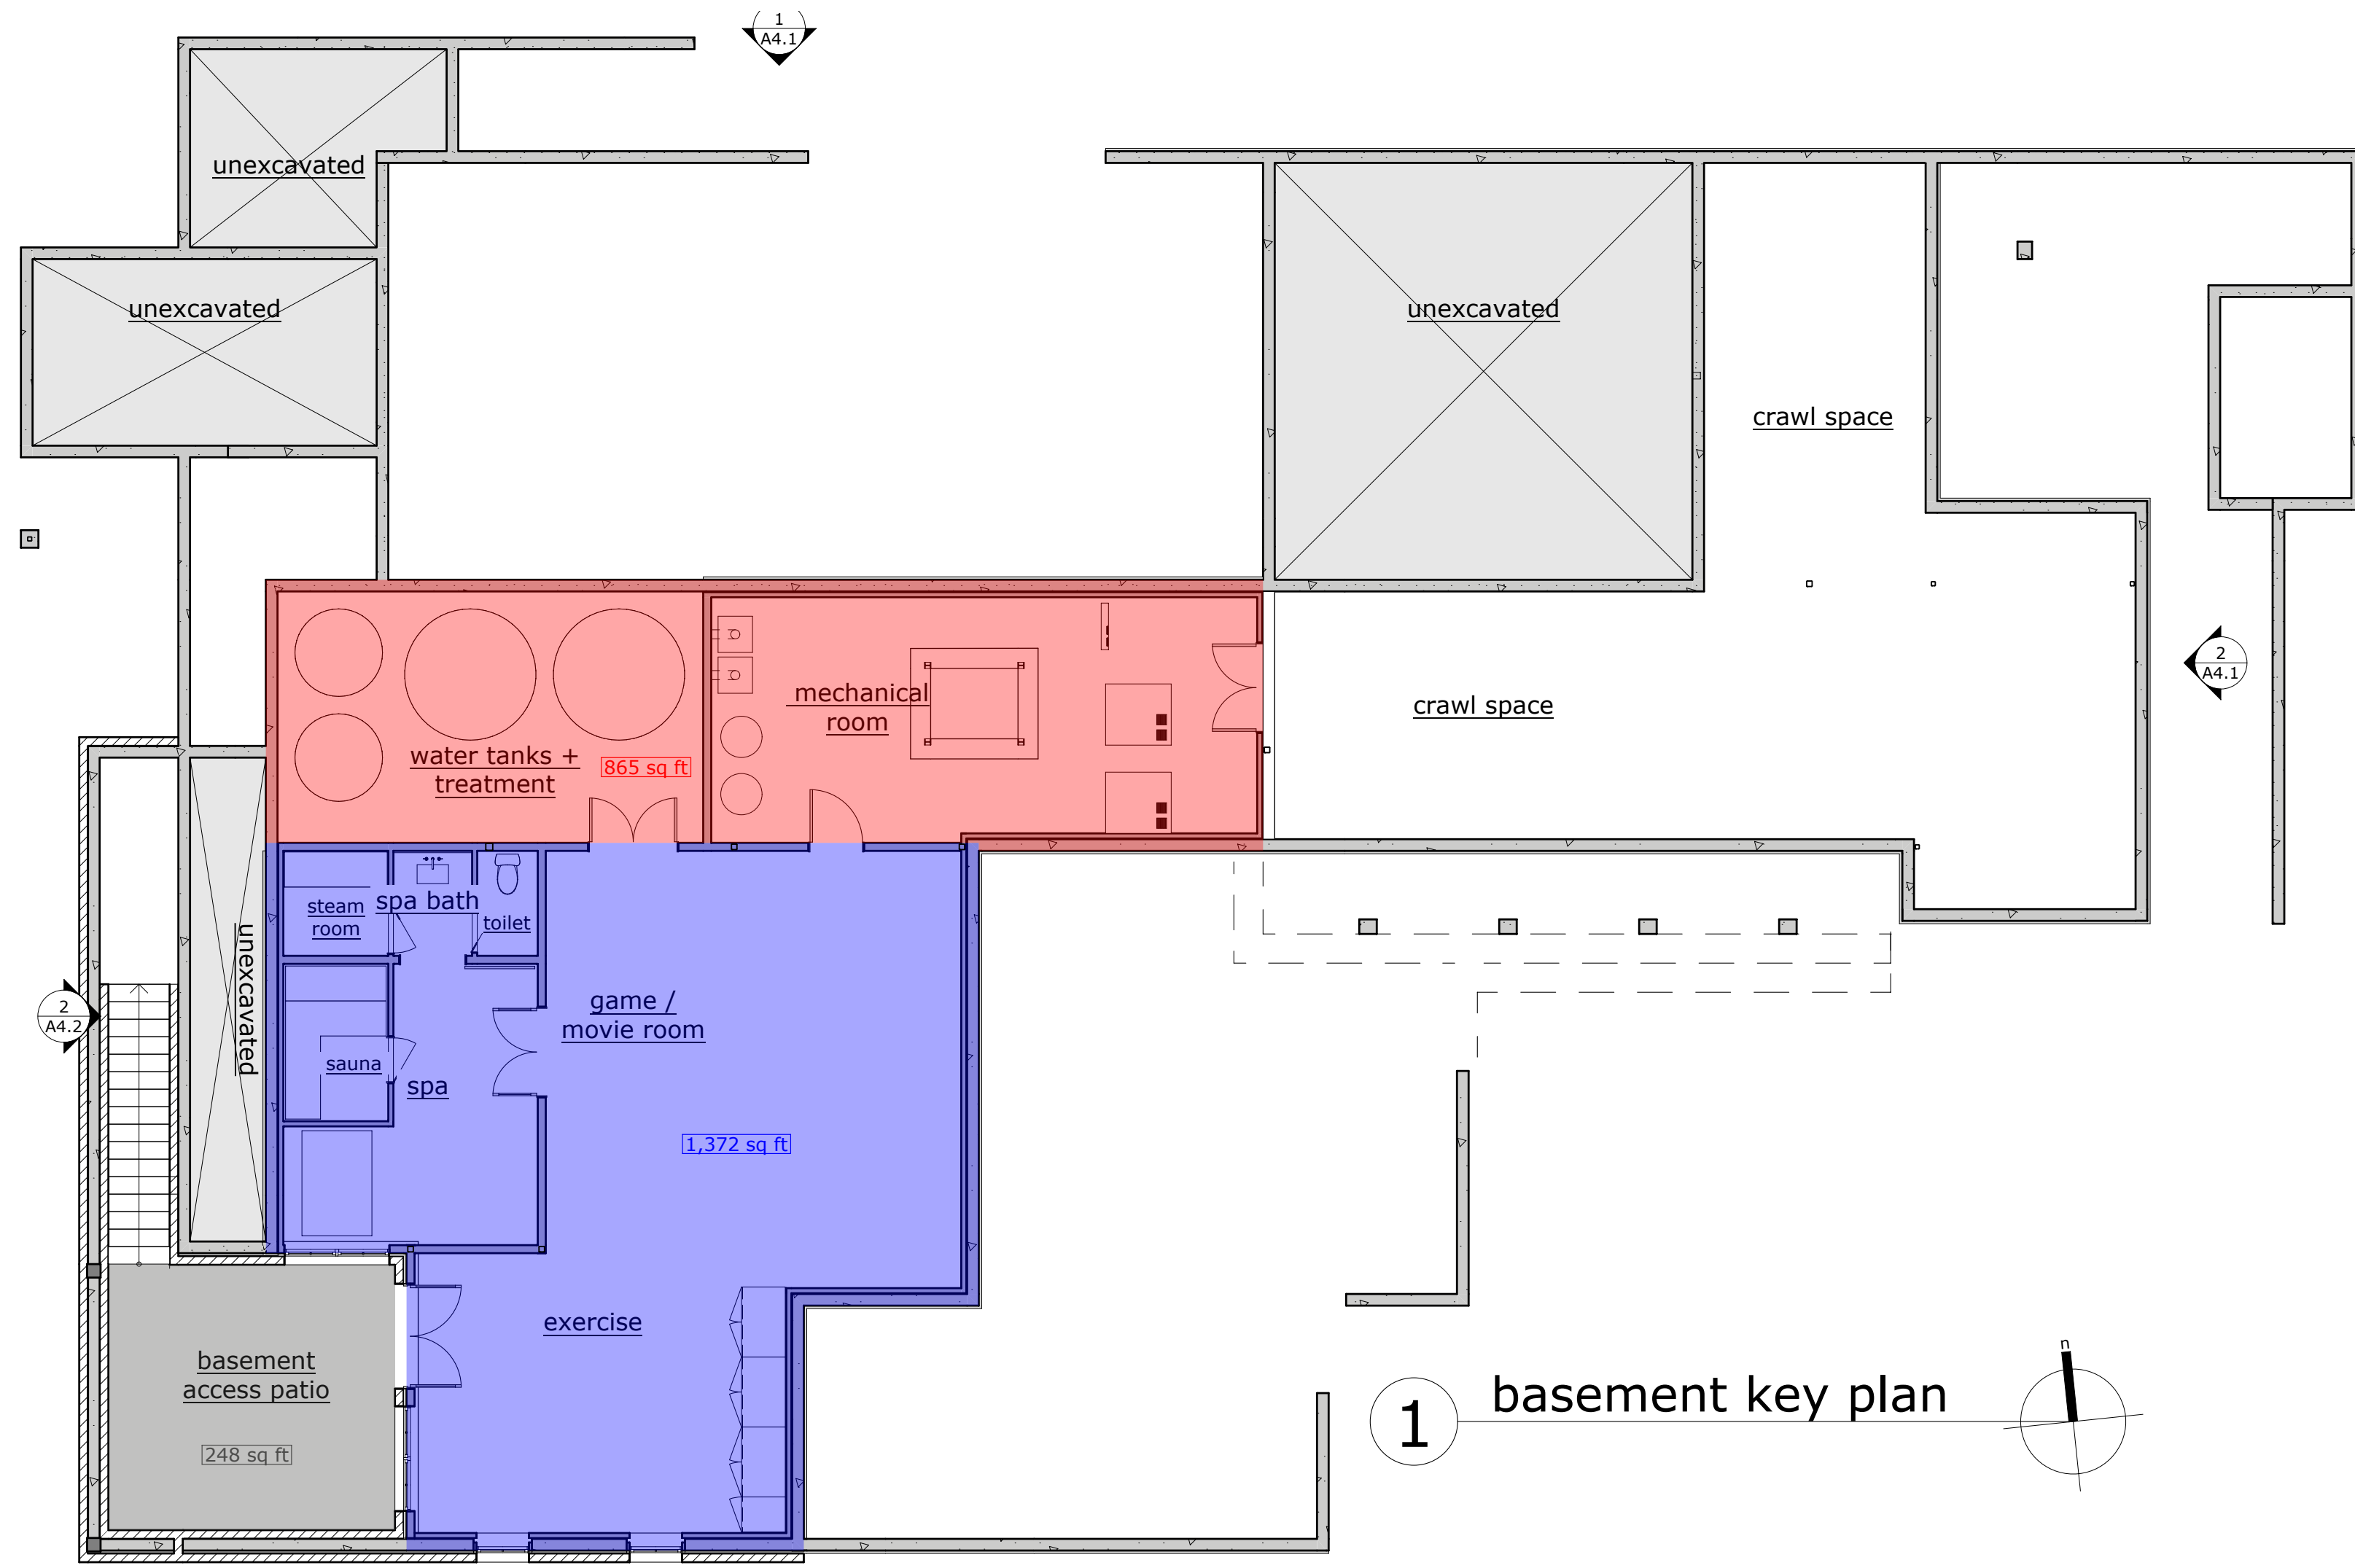 1
A4.1
unexcavated
unexcavated
unexcavated
crawl space
2
A4.1
mechanical
room
crawl space
water tanks +
treatment
865 sq ft
steam
room
spa bath
toilet
unexcavated
2
A4.2
game /
movie room
sauna
spa
1,372 sq ft
exercise
basement
access patio
248 sq ft
n
1
basement key plan